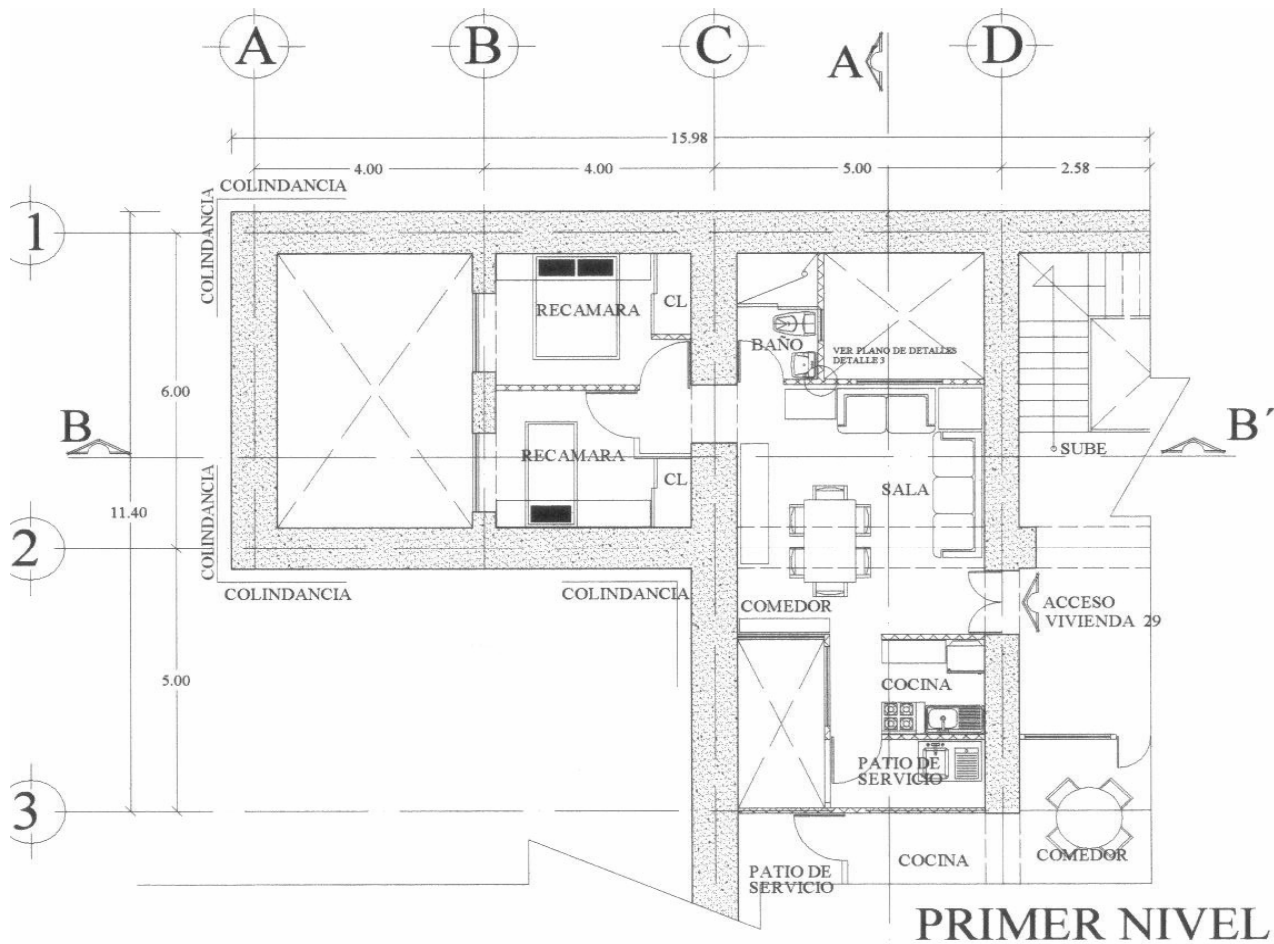 A
B
C
A
D
15.98
4.00
4.00
5.00
2.58
COLINDANCIA
COLINDANCIA
1
RECAMARA
CL
BAÑO
VER PLANO DE DETALLES
DETALLE 3
6.00
B
B´
SUBE
RECAMARA
CL
SALA
11.40
COLINDANCIA
2
COLINDANCIA
COLINDANCIA
COMEDOR
ACCESO
VIVIENDA 29
5.00
COCINA
PATIO DE
SERVICIO
3
COCINA
COMEDOR
PATIO DE
SERVICIO
PRIMER NIVEL